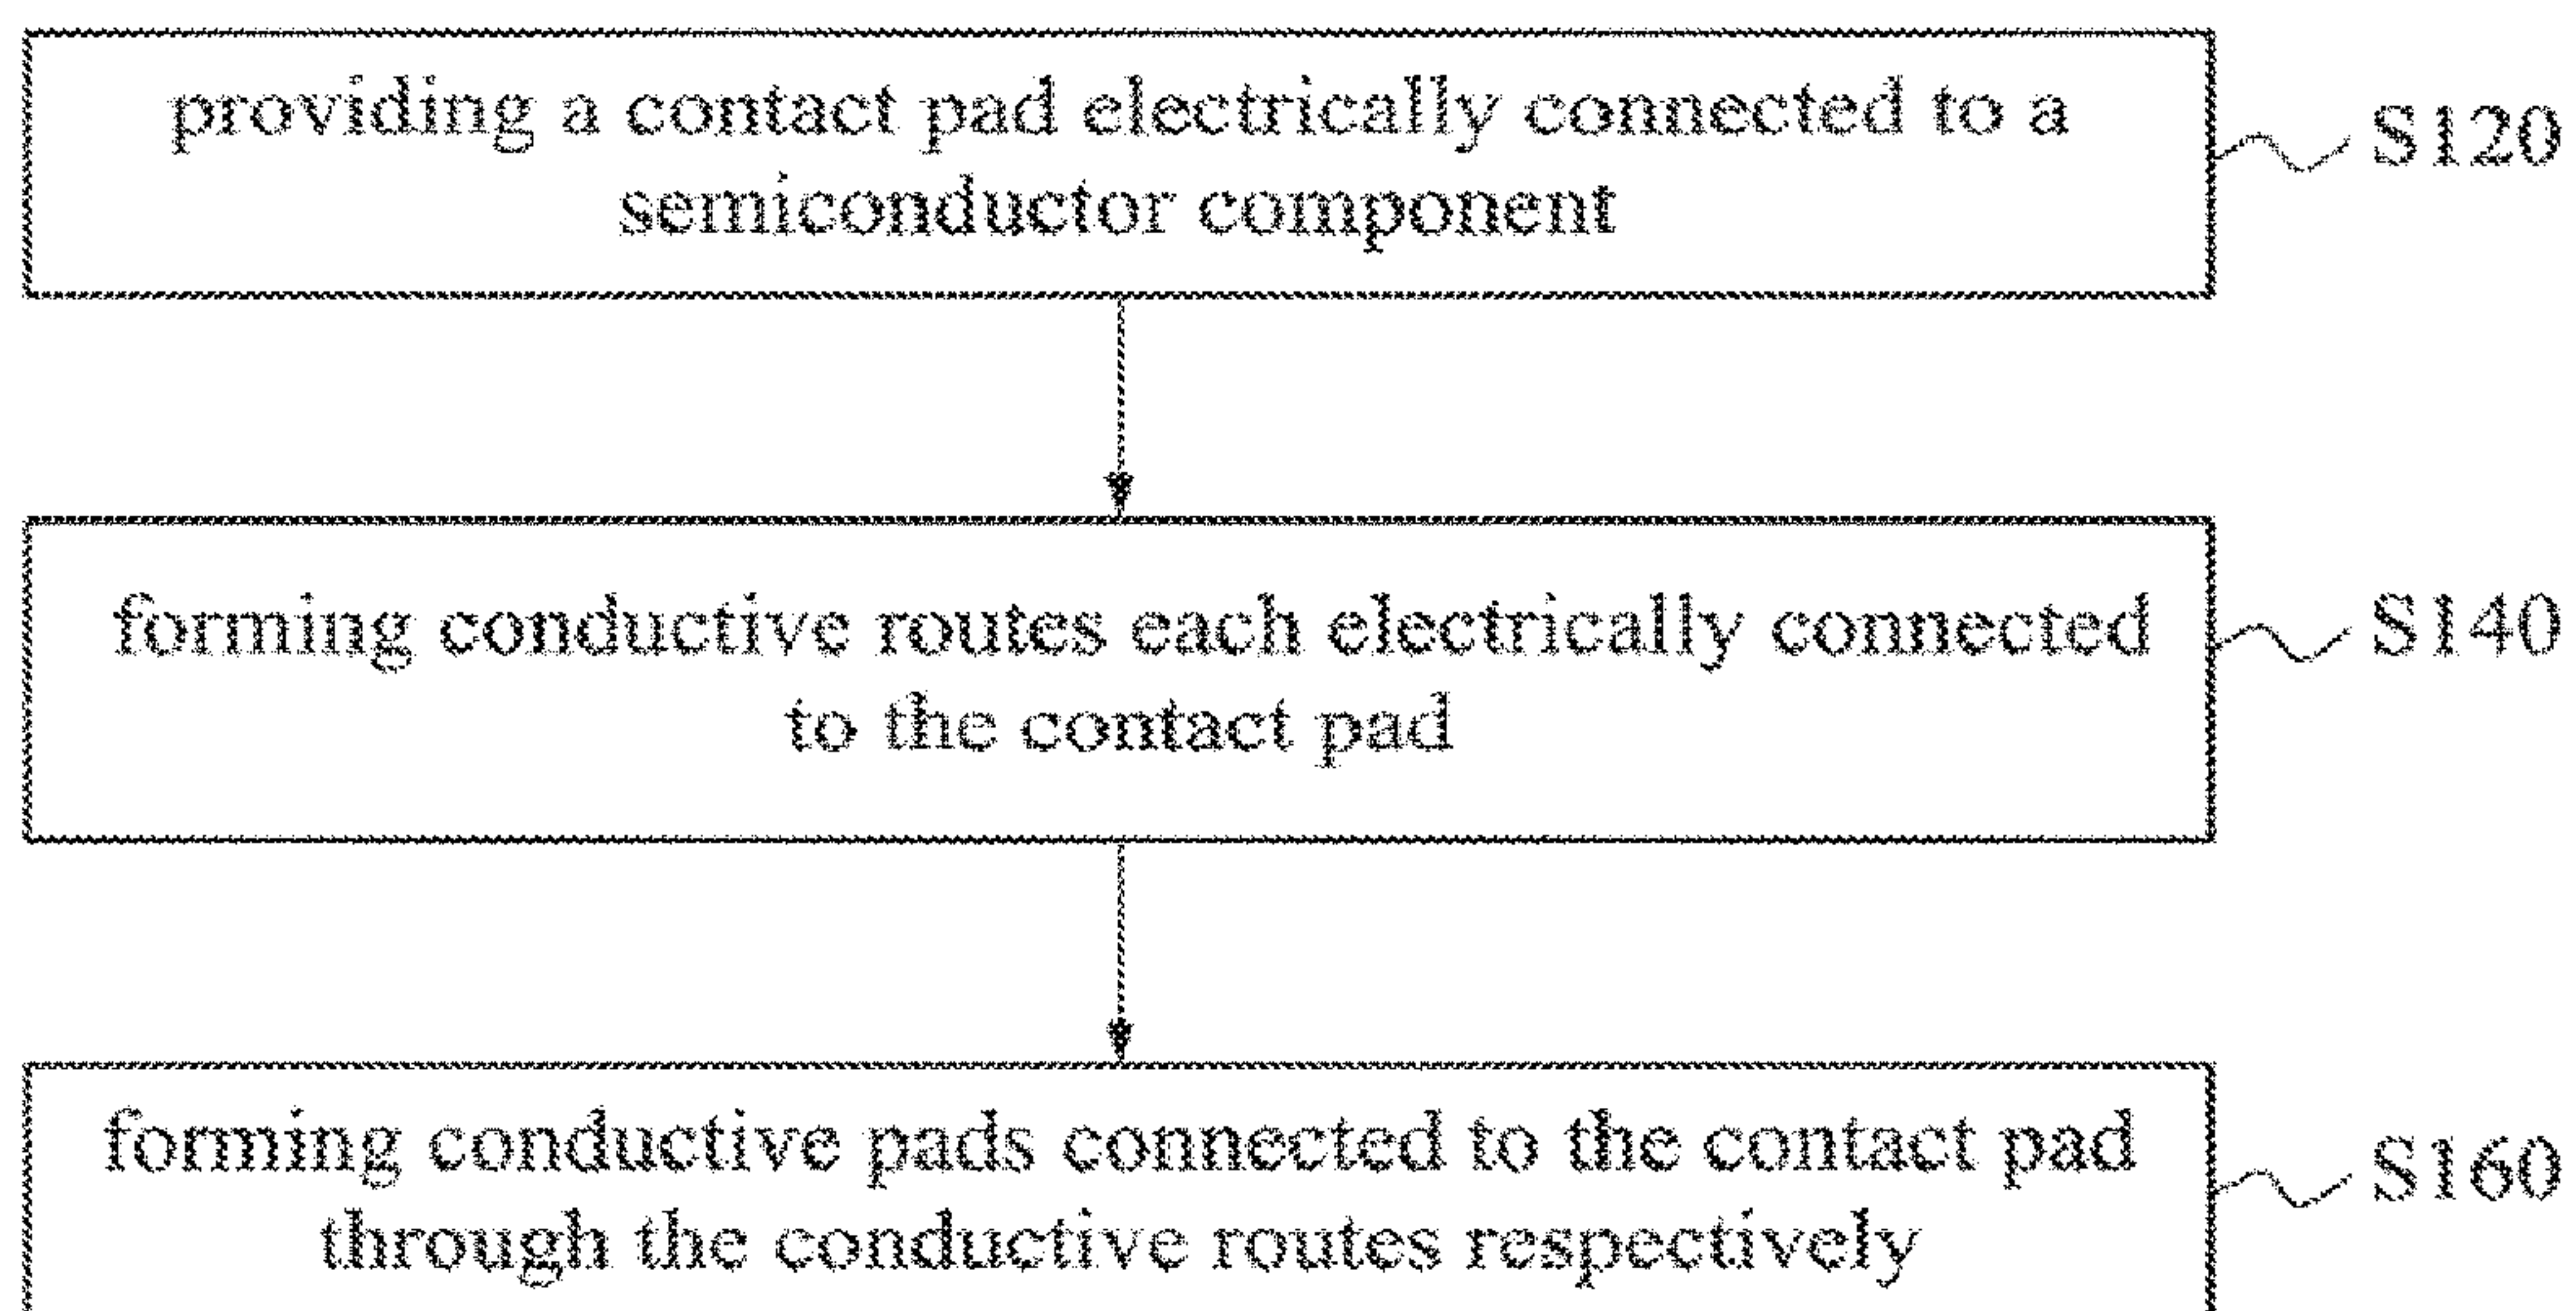 providing a contact pad electrically connected to a
semiconductor component
S120
forming conductive routes each electrically connected
to the contact pad
S140
forming conductive pads connected to the contact pad
through the conductive routes respectively
S160